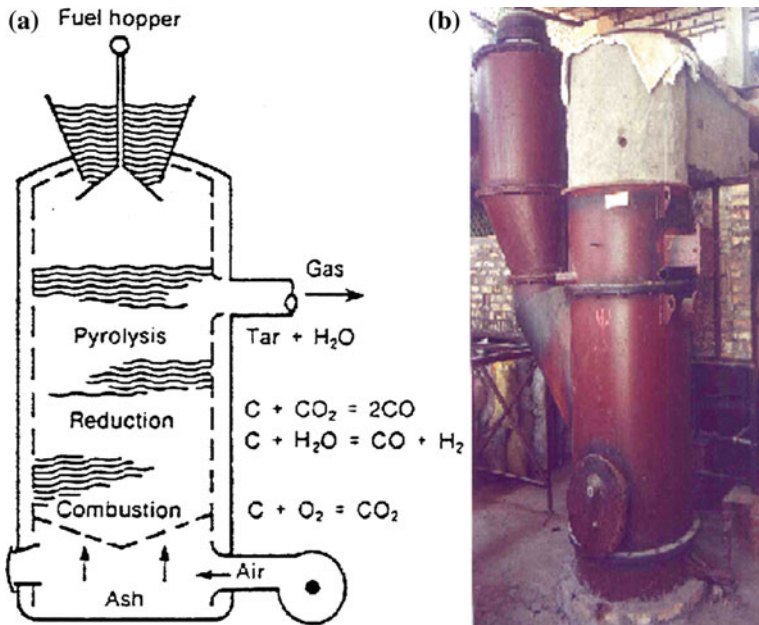 (a)
Fuel hopper
Gas
Pyrolysis
Tar + H₂O
Reduction
C + CO₂ = 2CO
C + H₂O = CO + H₂
Combustion
C + O₂ = CO₂
Air
Ash
(b)